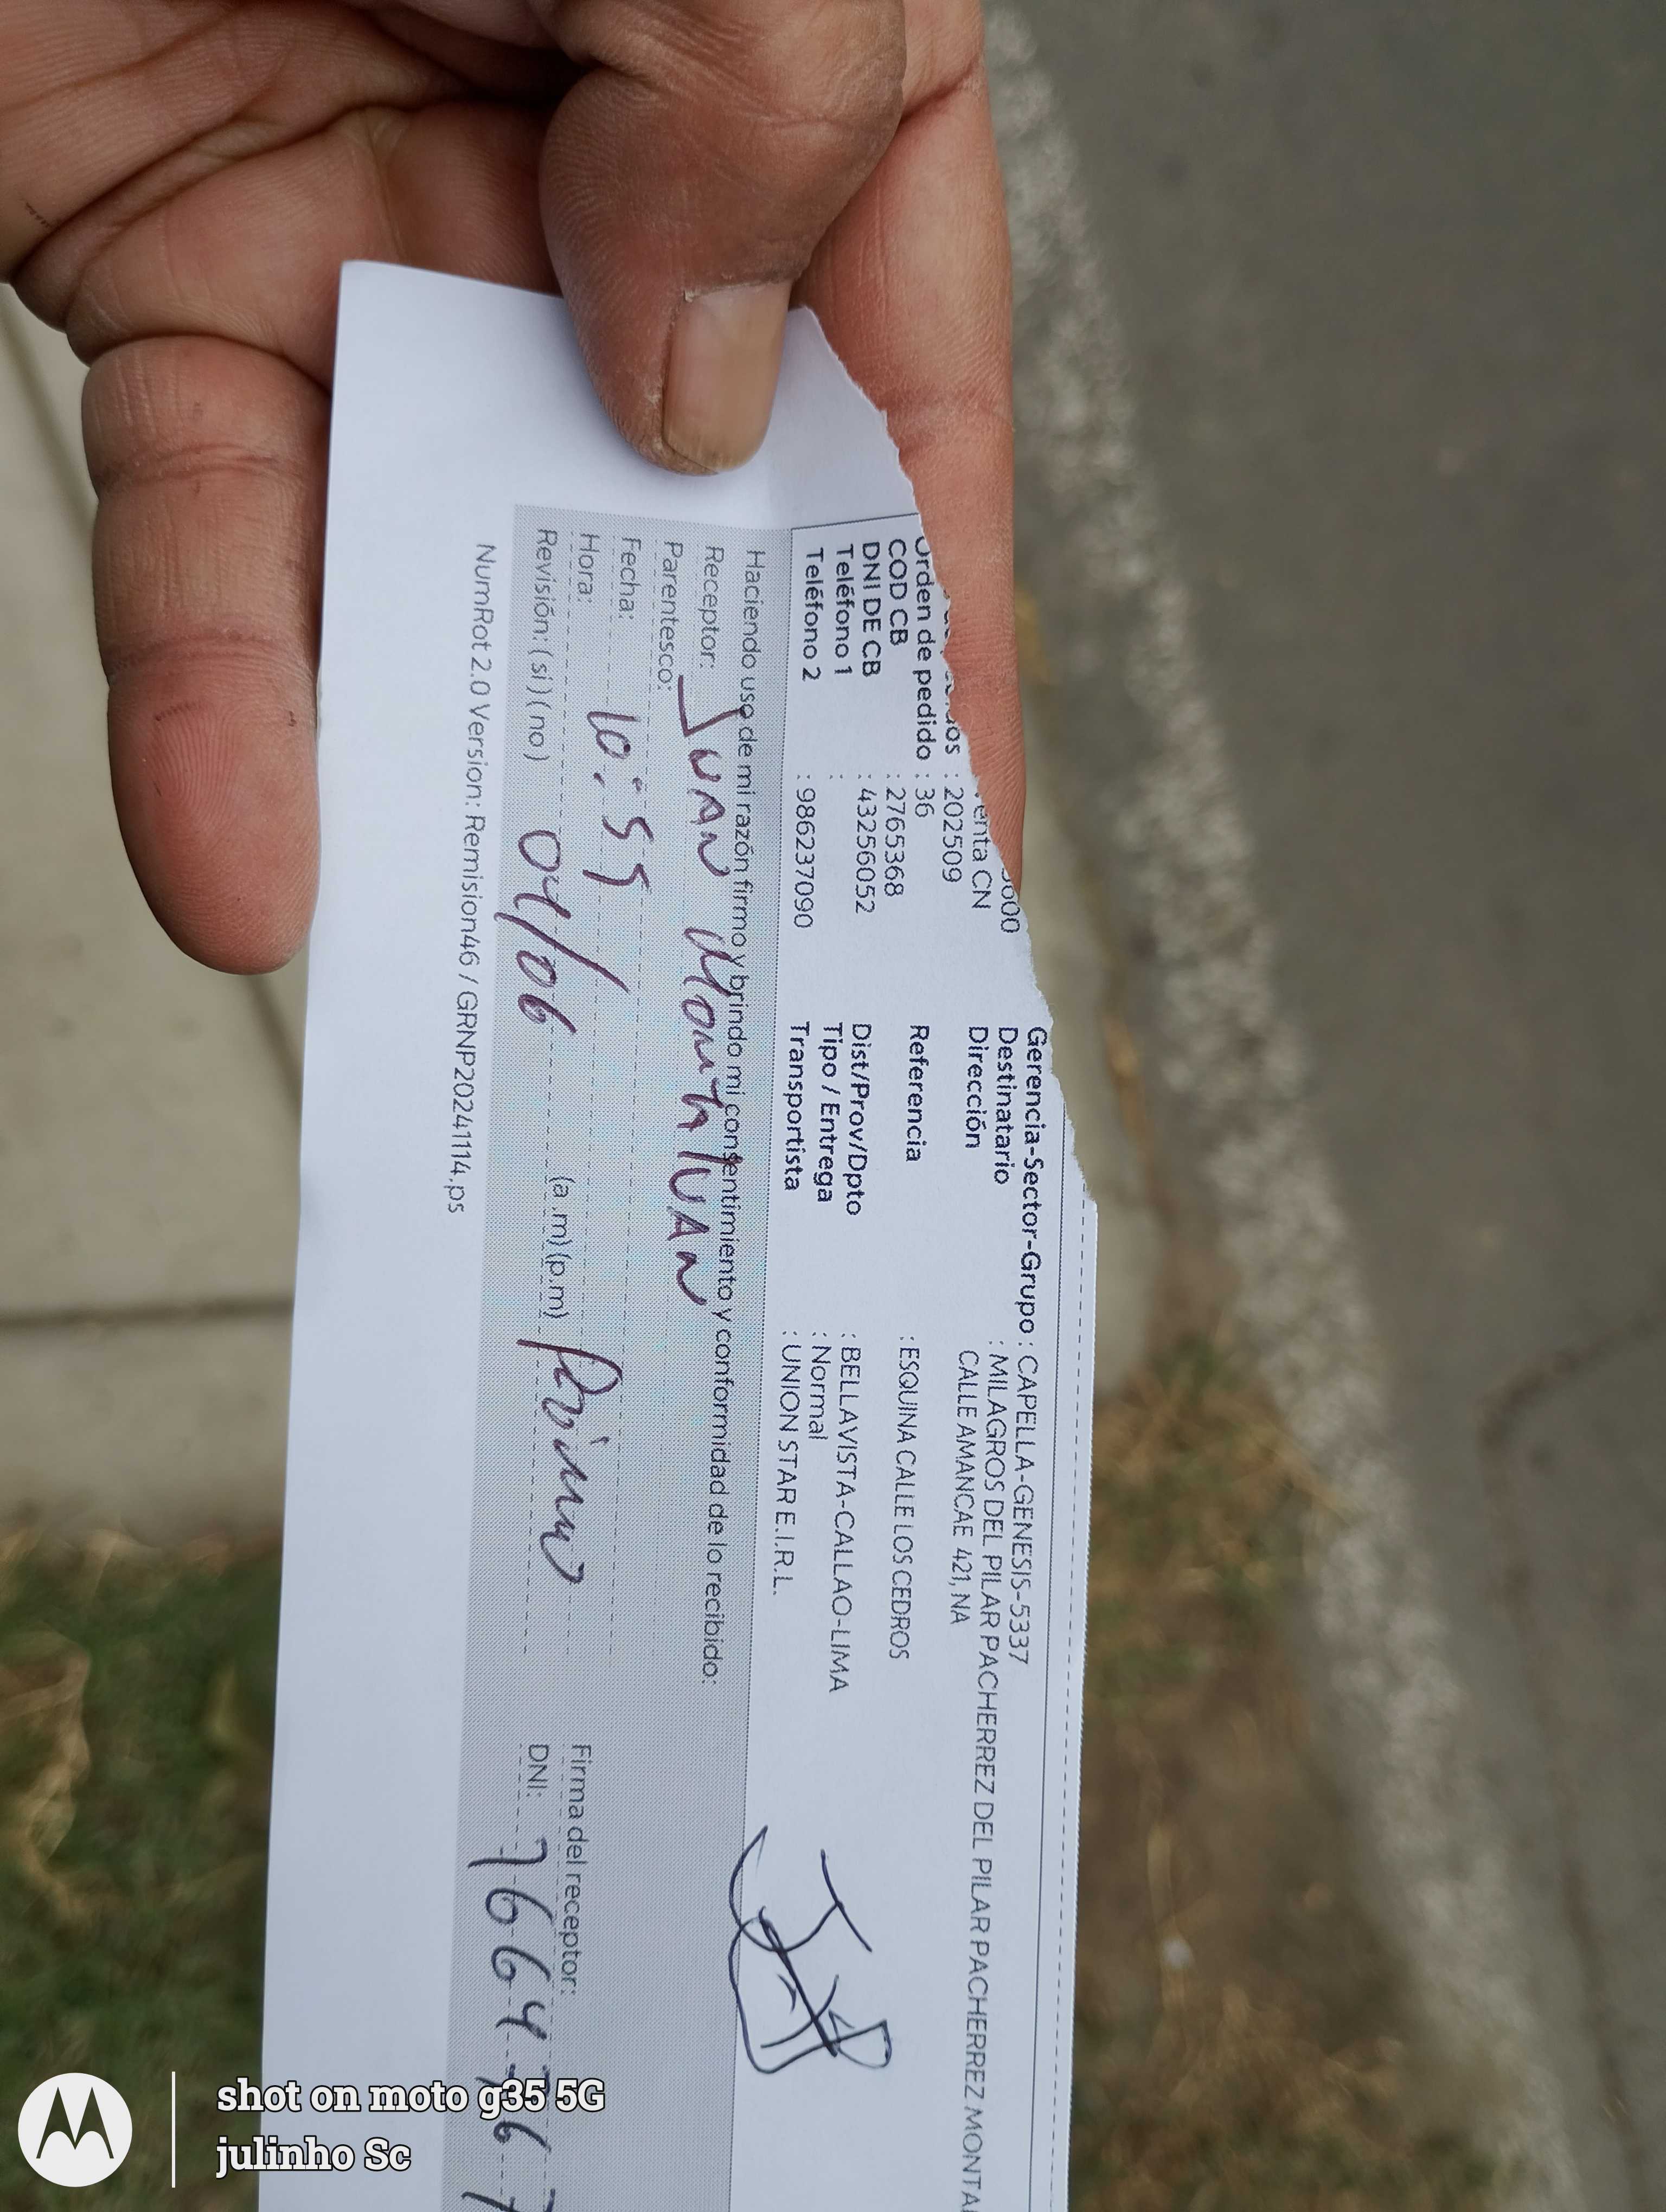 5000
enta CN
: 202509
Orden de pedido : 36
COD CB : 2765368
DNI DE CB : 43256052
Teléfono 1 :
Teléfono 2 : 986237090
Gerencia-Sector-Grupo : CAPELLA-GENESIS-5337
Destinatario : MILAGROS DEL PILAR PACHERREZ DEL PILAR PACHERREZ MONTA
Dirección CALLE AMANCAE 421, NA
Referencia : ESQUINA CALLE LOS CEDROS
Dist/Prov/Dpto : BELLAVISTA-CALLAO-LIMA
Tipo / Entrega : Normal
Transportista : UNION STAR E.I.R.L.
Haciendo uso de mi razón firmo y brindo mi consentimiento y conformidad de lo recibido:
Receptor: JUAN Montalvan
Parentesco:
Fecha: 10:55
Hora:
Revisión: (si) (no) 04/06 (a.m) (p.m) Primo
Firma del receptor:
DNI: 7664767
NumRot 2.0 Version: Remision46 / GRNP20241114.ps
shot on moto g35 5G
julinho Sc